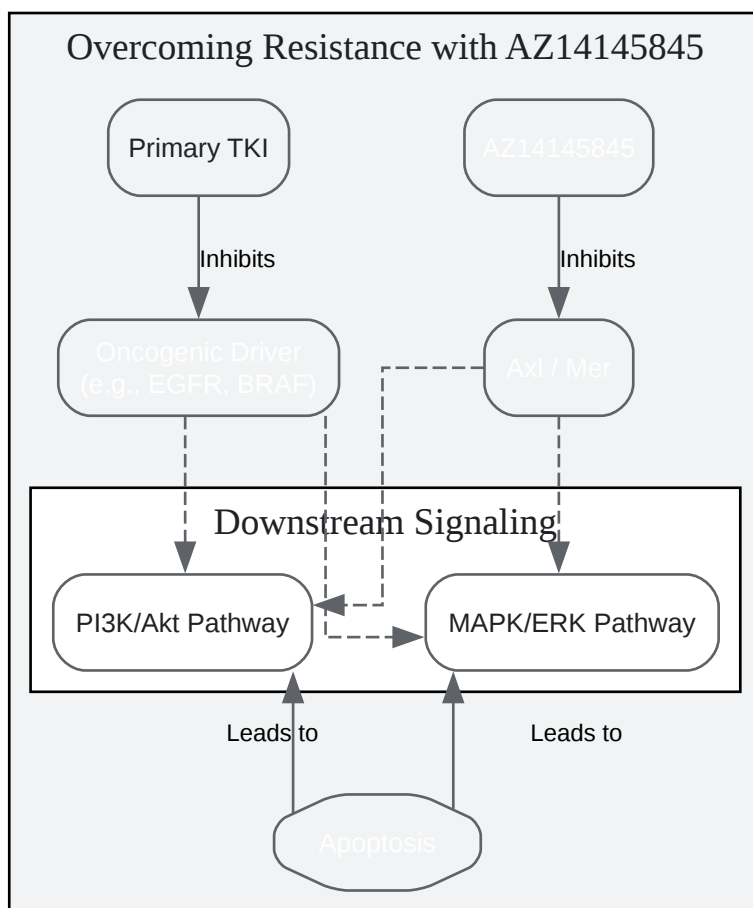 Overcoming Resistance with AZ14145845
Primary TKI
AZ14145845
Inhibits
Inhibits
Oncogenic Driver
(e.g., EGFR, BRAF)
Axl / Mer
Downstream Signaling
PI3K/Akt Pathway
MAPK/ERK Pathway
Leads to
Leads to
Apoptosis